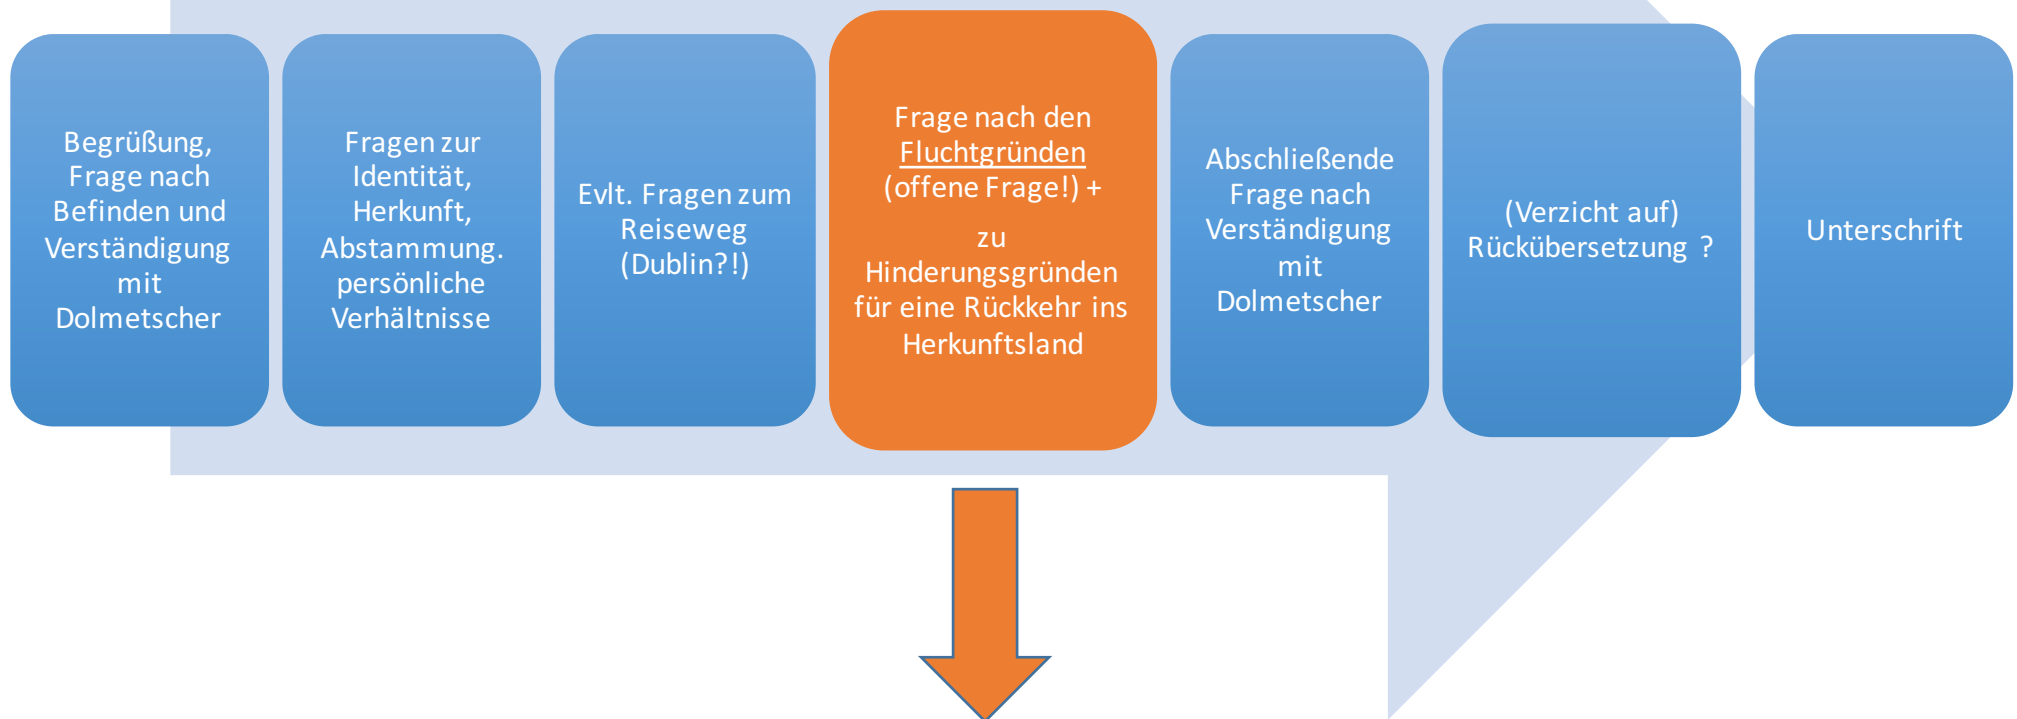 Begrüßung,
Frage nach
Befinden und
Verständigung
mit
Dolmetscher
Fragen zur
Identität,
Herkunft,
Abstammung.
persönliche
Verhältnisse
Evlt. Fragen zum
Reiseweg
(Dublin?!)
Frage nach den
Fluchtgründen
(offene Frage!) +
zu
Hinderungsgründen
für eine Rückkehr ins
Herkunftsland
Abschließende
Frage nach
Verständigung
mit
Dolmetscher
(Verzicht auf)
Rückübersetzung ?
Unterschrift